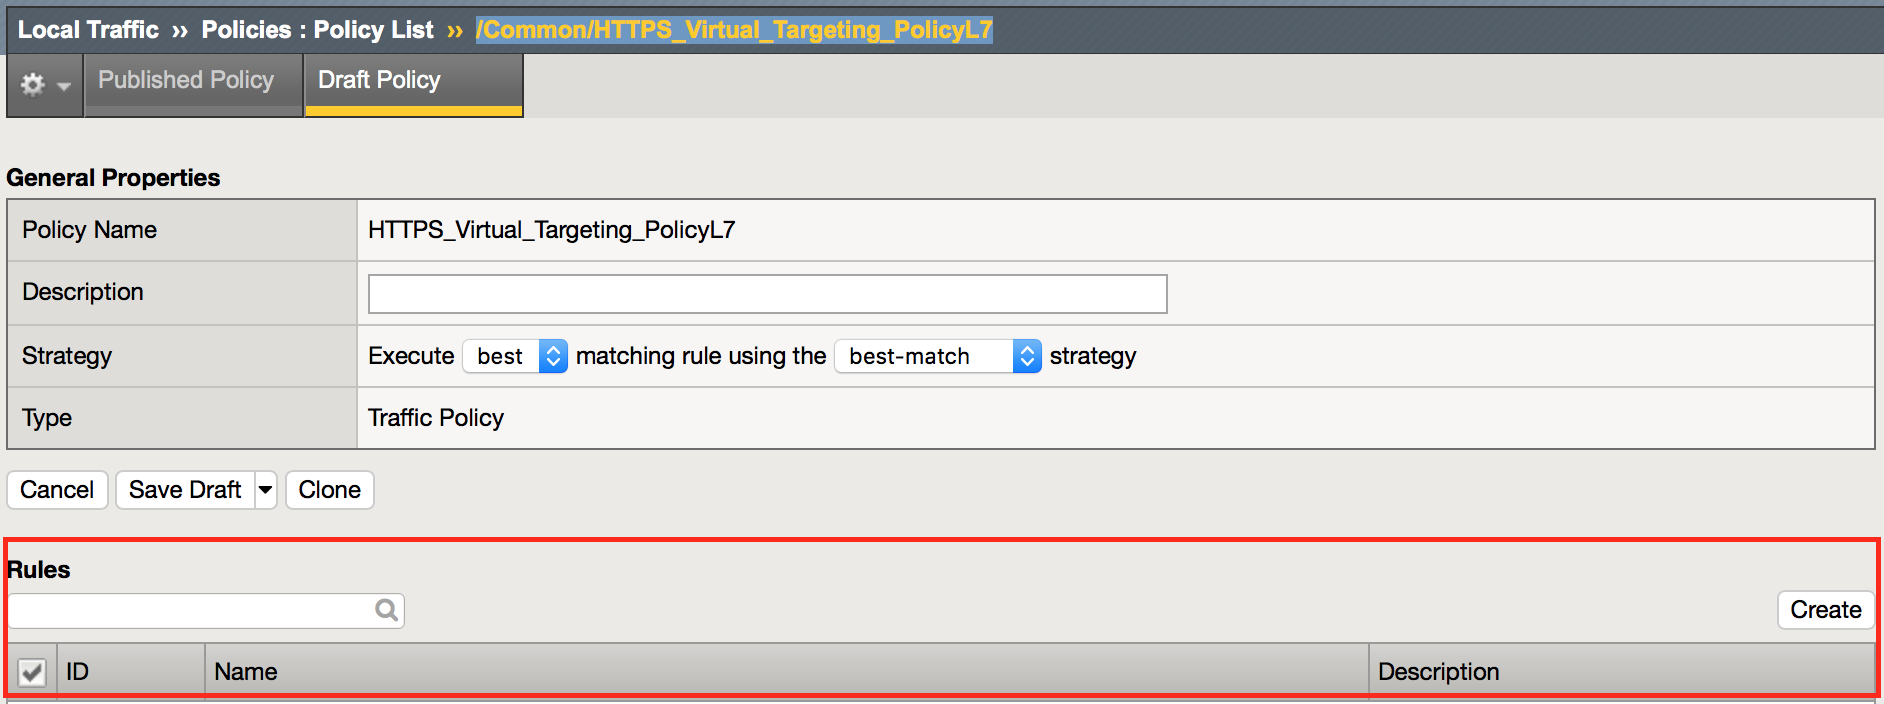 Local Traffic ›› Policies : Policy List ›› /Common/HTTPS_Virtual_Targeting_PolicyL7
Published Policy Draft Policy
General Properties
Policy Name HTTPS_Virtual_Targeting_PolicyL7
Description
Strategy Execute best matching rule using the best-match strategy
Type Traffic Policy
Cancel Save Draft Clone
Rules
Create
ID Name Description